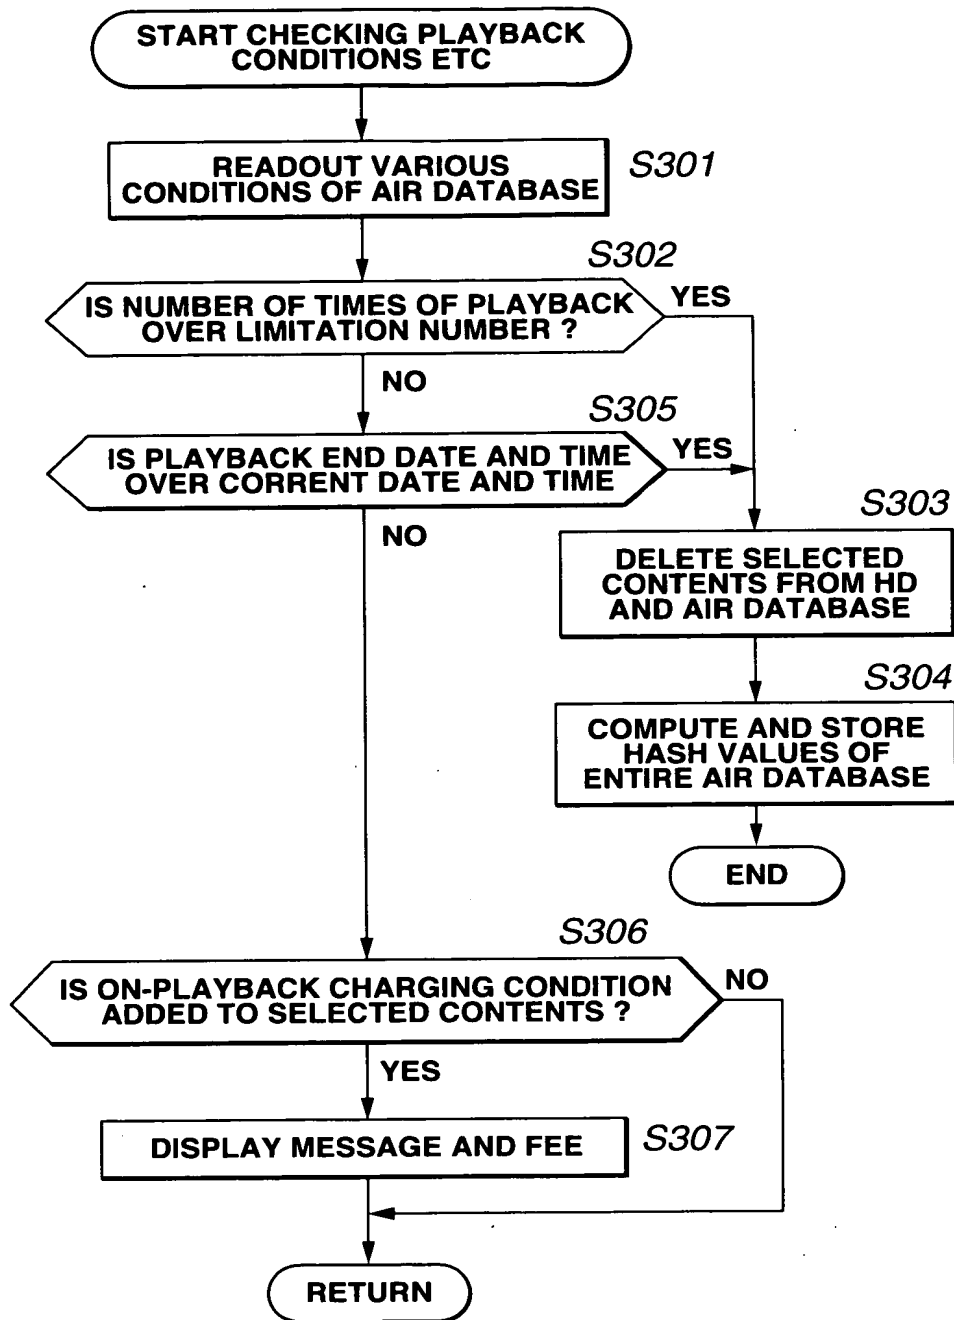 START CHECKING PLAYBACK
CONDITIONS ETC
READOUT VARIOUS
CONDITIONS OF AIR DATABASE
S301
S302
IS NUMBER OF TIMES OF PLAYBACK
OVER LIMITATION NUMBER ?
YES
NO
S305
IS PLAYBACK END DATE AND TIME
OVER CORRENT DATE AND TIME
YES
NO
S303
DELETE SELECTED
CONTENTS FROM HD
AND AIR DATABASE
S304
COMPUTE AND STORE
HASH VALUES OF
ENTIRE AIR DATABASE
END
S306
IS ON-PLAYBACK CHARGING CONDITION
ADDED TO SELECTED CONTENTS ?
NO
YES
DISPLAY MESSAGE AND FEE
S307
RETURN